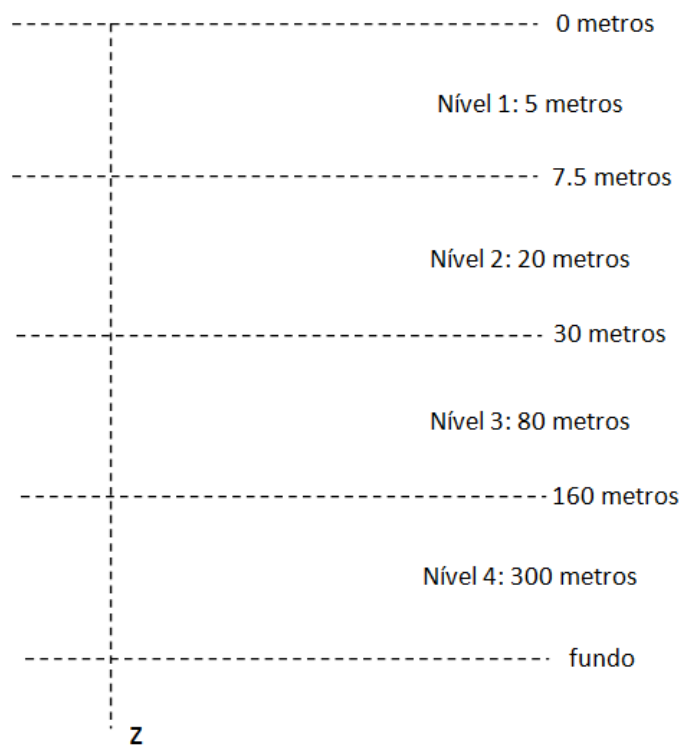 0 metros
Nível 1: 5 metros
7.5 metros
Nível 2: 20 metros
30 metros
Nível 3: 80 metros
160 metros
Nível 4: 300 metros
fundo
Z